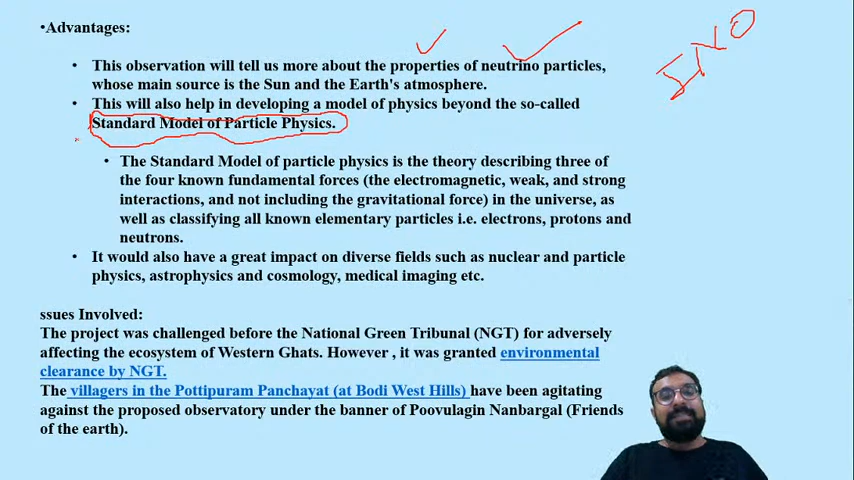 •Advantages:
INO
• This observation will tell us more about the properties of neutrino particles,
whose main source is the Sun and the Earth's atmosphere.
• This will also help in developing a model of physics beyond the so-called
Standard Model of Particle Physics.
• The Standard Model of particle physics is the theory describing three of
the four known fundamental forces (the electromagnetic, weak, and strong
interactions, and not including the gravitational force) in the universe, as
well as classifying all known elementary particles i.e. electrons, protons and
neutrons.
• It would also have a great impact on diverse fields such as nuclear and particle
physics, astrophysics and cosmology, medical imaging etc.
ssues Involved:
The project was challenged before the National Green Tribunal (NGT) for adversely
affecting the ecosystem of Western Ghats. However , it was granted environmental
clearance by NGT.
The villagers in the Pottipuram Panchayat (at Bodi West Hills) have been agitating
against the proposed observatory under the banner of Poovulagin Nanbargal (Friends
of the earth).